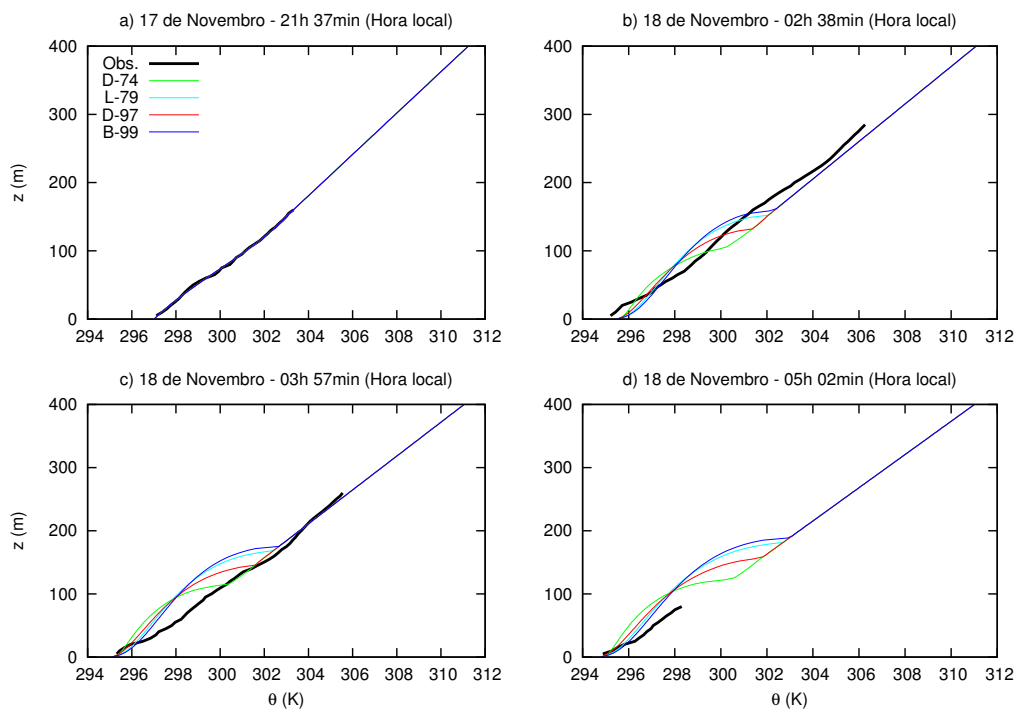 a) 17 de Novembro - 21h 37min (Hora local)
b) 18 de Novembro - 02h 38min (Hora local)
400
300
200
100
0
z (m)
Obs.
D-74
L-79
D-97
B-99
294 296 298 300 302 304 306 308 310 312
400
300
200
100
0
294 296 298 300 302 304 306 308 310 312
c) 18 de Novembro - 03h 57min (Hora local)
d) 18 de Novembro - 05h 02min (Hora local)
400
300
200
100
0
z (m)
294 296 298 300 302 304 306 308 310 312
θ (K)
400
300
200
100
0
294 296 298 300 302 304 306 308 310 312
θ (K)